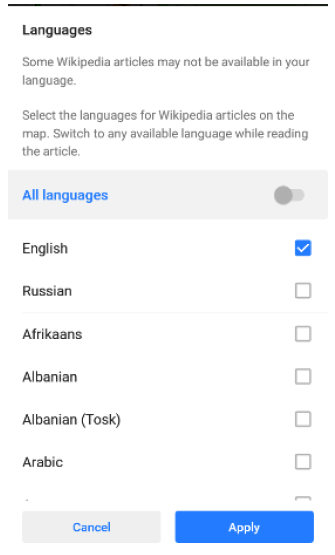 Languages
Some Wikipedia articles may not be available in your
language.
Select the languages for Wikipedia articles on the
map. Switch to any available language while reading
the article.
All languages
English
Russian
Afrikaans
Albanian
Albanian (Tosk)
Arabic
Cancel
Apply